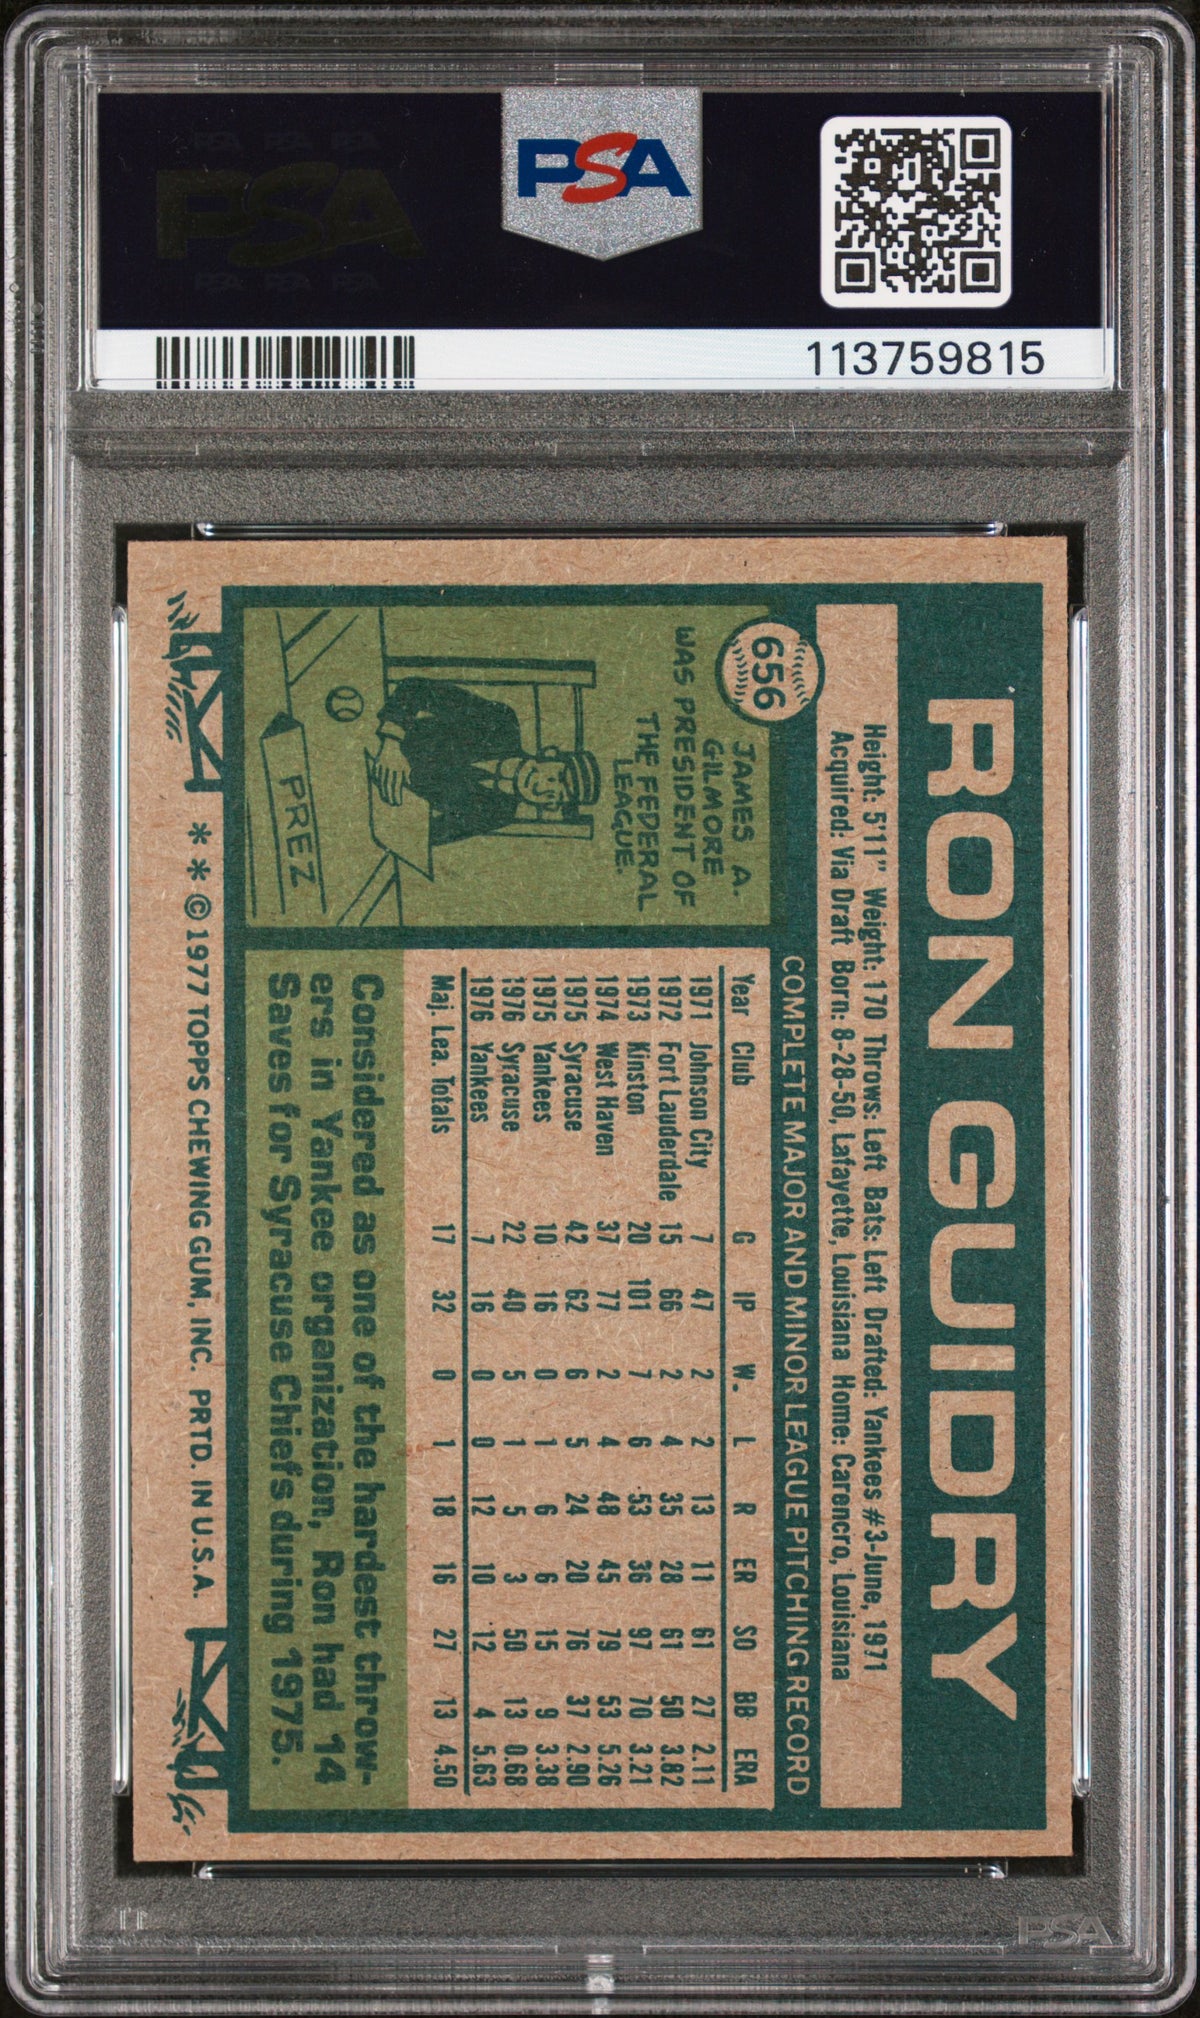 PSA
PSA PSA PSA
PSA
PSA PSA PSA
113759815
RON GUIDRY
Height: 5'11" Weight: 170 Throws: Left Bats: Left Drafted: Yankees #3-June, 1971
Acquired: Via Draft Born: 8-28-50, Lafayette, Louisiana Home: Carencro, Louisiana
656
COMPLETE MAJOR AND MINOR LEAGUE PITCHING RECORD
JAMES A.
GILMORE
WAS PRESIDENT OF
THE FEDERAL
LEAGUE.
PREZ
Year Club G IP W. L R ER SO BB ERA
1971 Johnson City 7 47 2 2 13 11 61 27 2.11
1972 Fort Lauderdale 15 66 2 4 35 28 61 50 3.82
1973 Kinston 20 101 7 6 53 36 97 70 3.21
1974 West Haven 37 77 2 4 48 45 79 53 5.26
1975 Syracuse 42 62 6 5 24 20 76 37 2.90
1975 Yankees 10 16 0 1 6 6 15 9 3.38
1976 Syracuse 22 40 5 1 5 3 50 13 0.68
1976 Yankees 7 16 0 0 12 10 12 4 5.63
Maj. Lea. Totals 17 32 0 1 18 16 27 13 4.50
Considered as one of the hardest throw-
ers in Yankee organization, Ron had 14
Saves for Syracuse Chiefs during 1975.
* * © 1977 TOPPS CHEWING GUM, INC. PRTD. IN U.S.A.
PSA